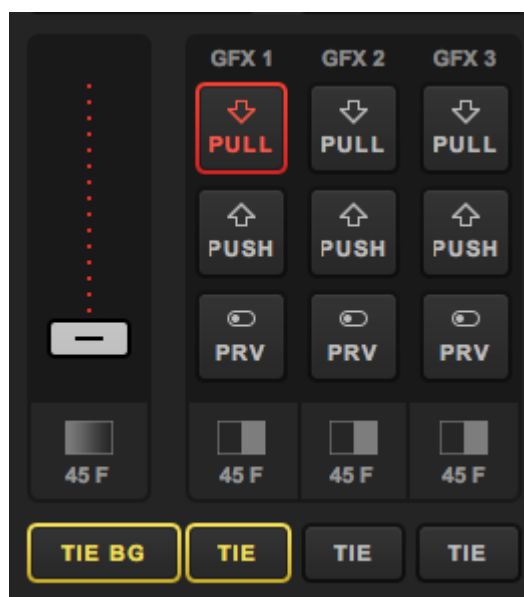 GFX 1 GFX 2 GFX 3
PULL PULL PULL
PUSH PUSH PUSH
PRV PRV PRV
45 F 45 F 45 F 45 F
TIE BG TIE TIE TIE